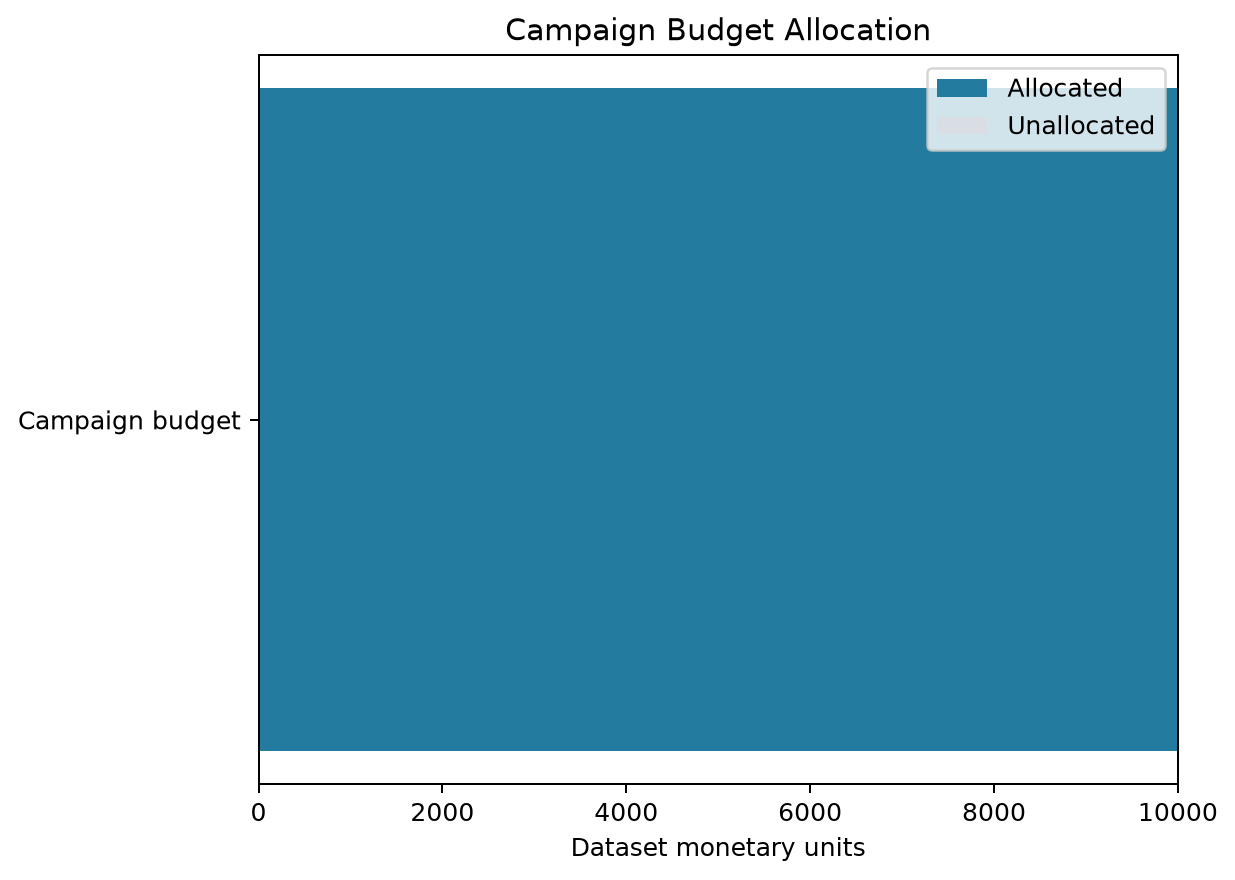 Campaign Budget Allocation
Allocated
Unallocated
Campaign budget
0 2000 4000 6000 8000 10000
Dataset monetary units